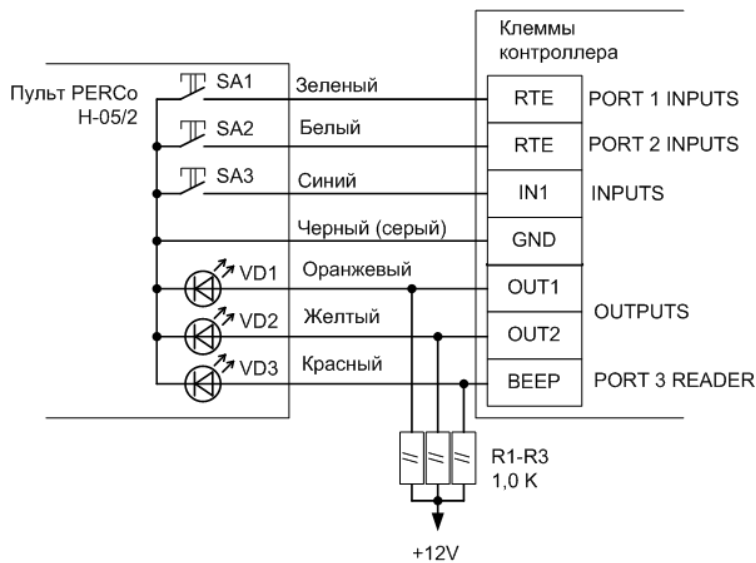 Клеммы
контроллера
Пульт PERCo
H-05/2
SA1
Зеленый
RTE
PORT 1 INPUTS
SA2
Белый
RTE
PORT 2 INPUTS
SA3
Синий
IN1
INPUTS
Черный (серый)
GND
VD1
Оранжевый
OUT1
OUTPUTS
VD2
Желтый
OUT2
VD3
Красный
BEEP
PORT 3 READER
R1-R3
1,0 K
+12V